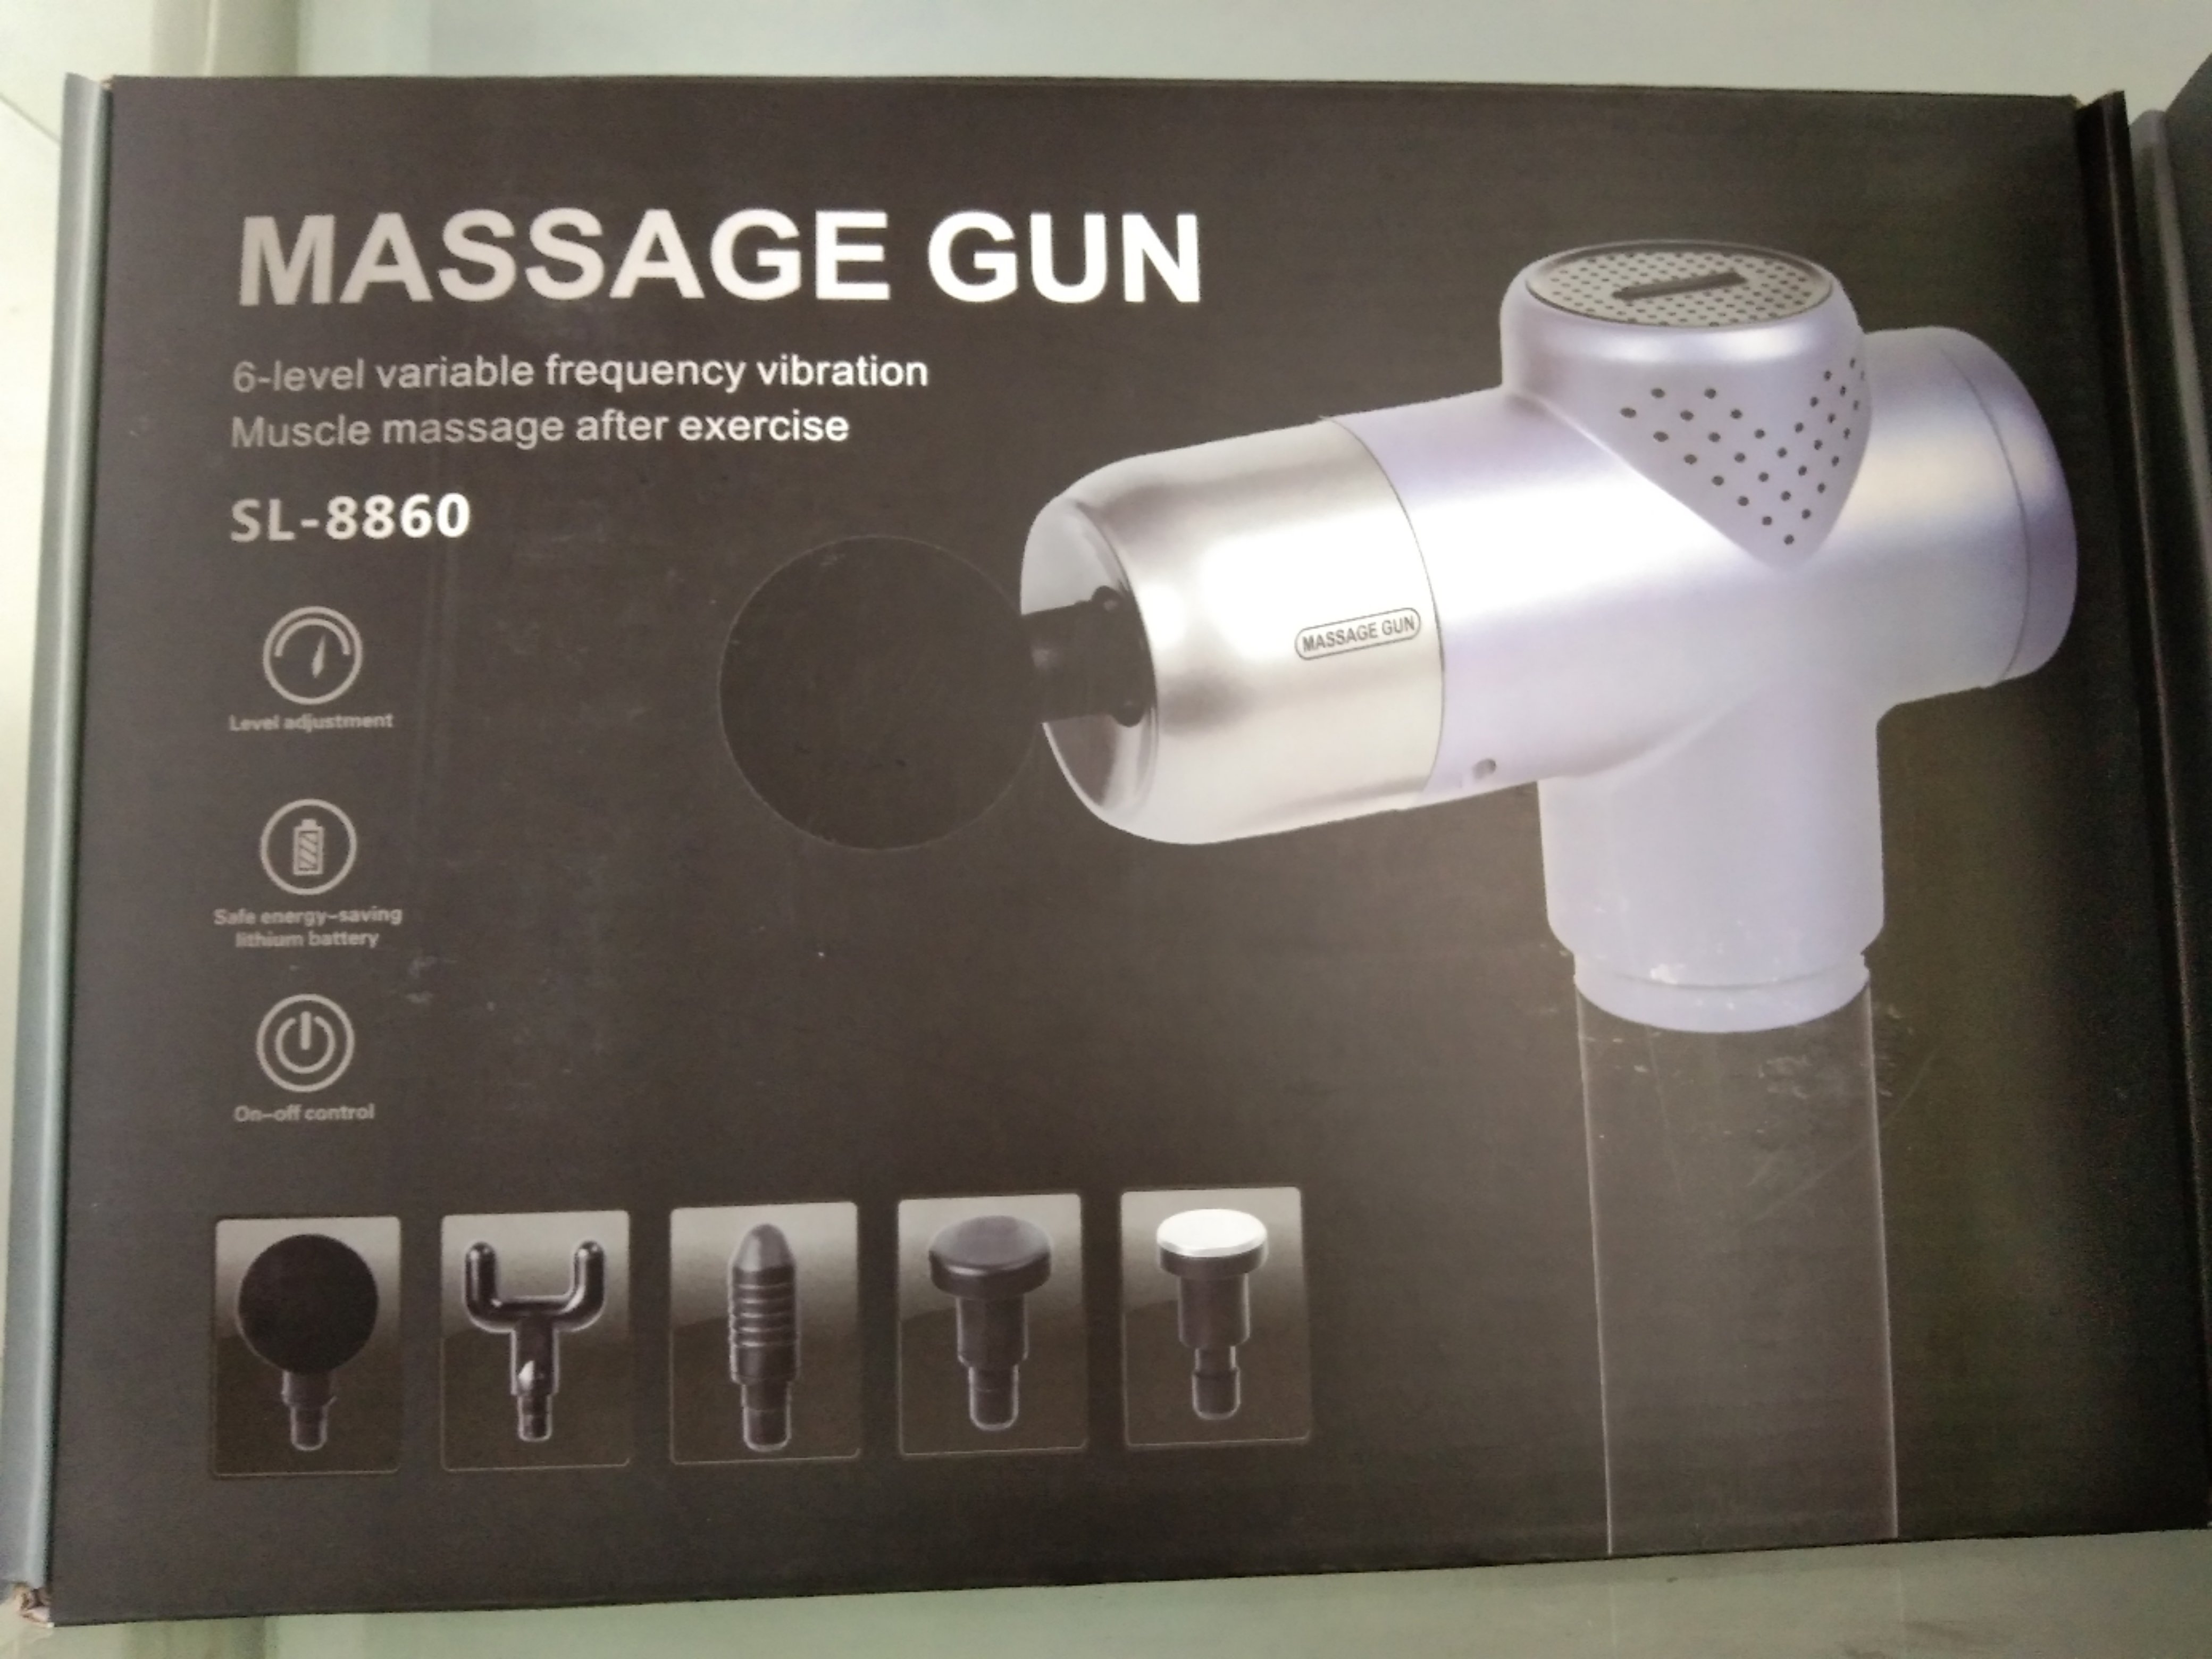 MASSAGE GUN
6-level variable frequency vibration
Muscle massage after exercise
SL-8860
MASSAGE GUN
Level adjustment
Safe energy-saving
lithium battery
On-off control